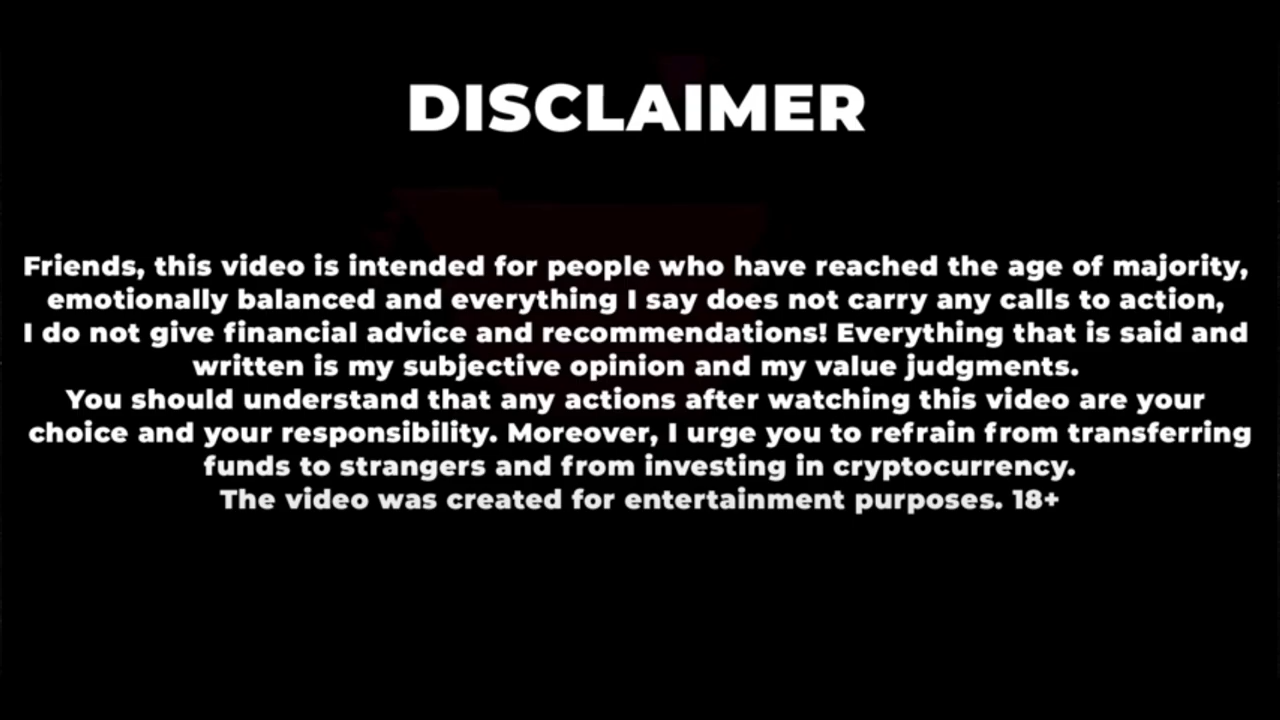 DISCLAIMER
Friends, this video is intended for people who have reached the age of majority,
emotionally balanced and everything I say does not carry any calls to action,
I do not give financial advice and recommendations! Everything that is said and
written is my subjective opinion and my value judgments.
You should understand that any actions after watching this video are your
choice and your responsibility. Moreover, I urge you to refrain from transferring
funds to strangers and from investing in cryptocurrency.
The video was created for entertainment purposes. 18+